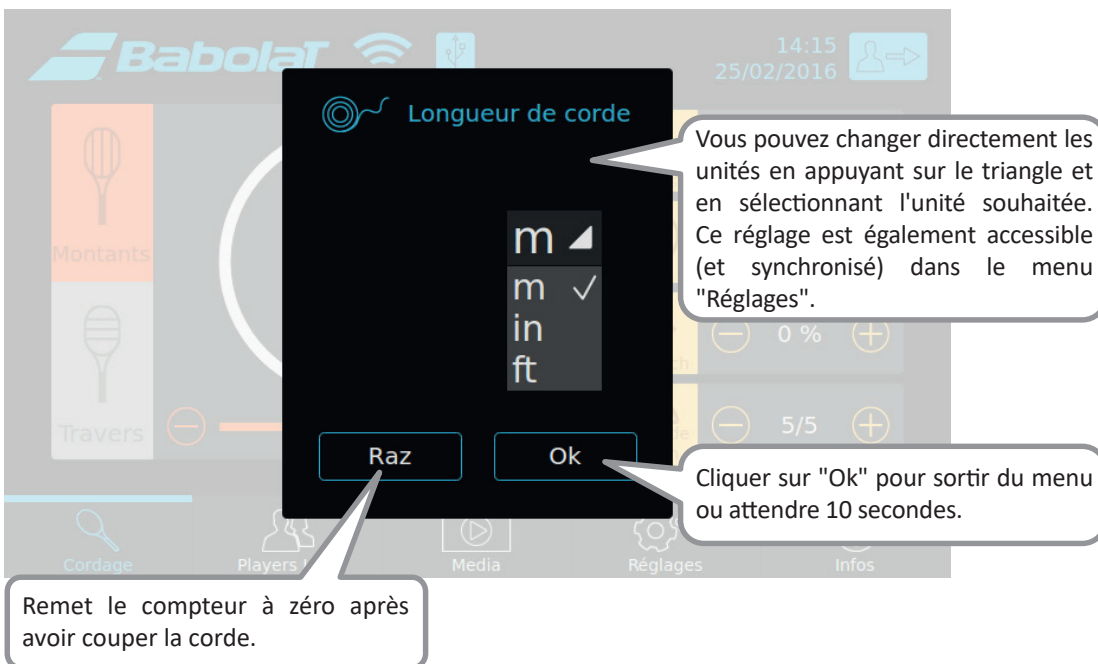 BabolaT
14:15
25/02/2016
Longueur de corde
Vous pouvez changer directement les
unités en appuyant sur le triangle et
en sélectionnant l'unité souhaitée.
Ce réglage est également accessible
(et synchronisé) dans le menu
"Réglages".
Montants
m
m
in
ft
0 %
Travers
5/5
Raz
Ok
Cliquer sur "Ok" pour sortir du menu
ou attendre 10 secondes.
Cordage
Players
Media
Réglages
Infos
Remet le compteur à zéro après
avoir couper la corde.